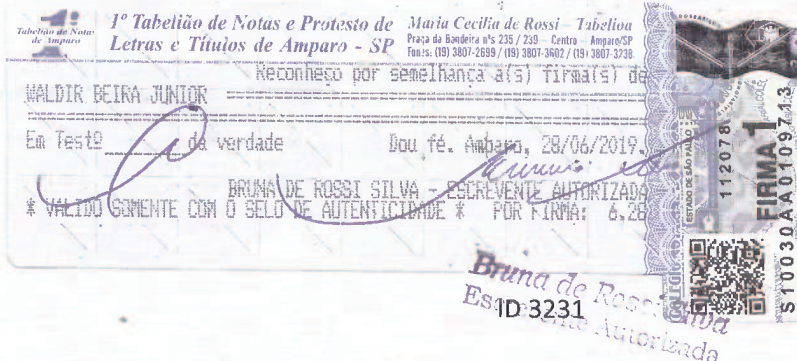 1º
Tabelião de Notas
de Amparo
1º Tabelião de Notas e Protesto de
Letras e Títulos de Amparo - SP
Maria Cecilia de Rossi - Tabelioa
Praça da Bandeira nºs 235 / 239 - Centro - Amparo/SP
Fones: (19) 3807-2699 / (19) 3807-3602 / (19) 3807-3738
Reconheço por semelhança a(s) firma(s) de
WALDIR BEIRA JUNIOR
Em Testº da verdade Dou fé. Amparo, 28/06/2019.
BRUNA DE ROSSI SILVA - ESCREVENTE AUTORIZADA
* VALIDO SOMENTE COM O SELO DE AUTENTICIDADE * POR FIRMA: 6,28
Bruna de Rossi Silva
Escrevente Autorizada
ID 3231
ESTADO DE SÃO PAULO
112078
FIRMA 1
S10030AA0109733